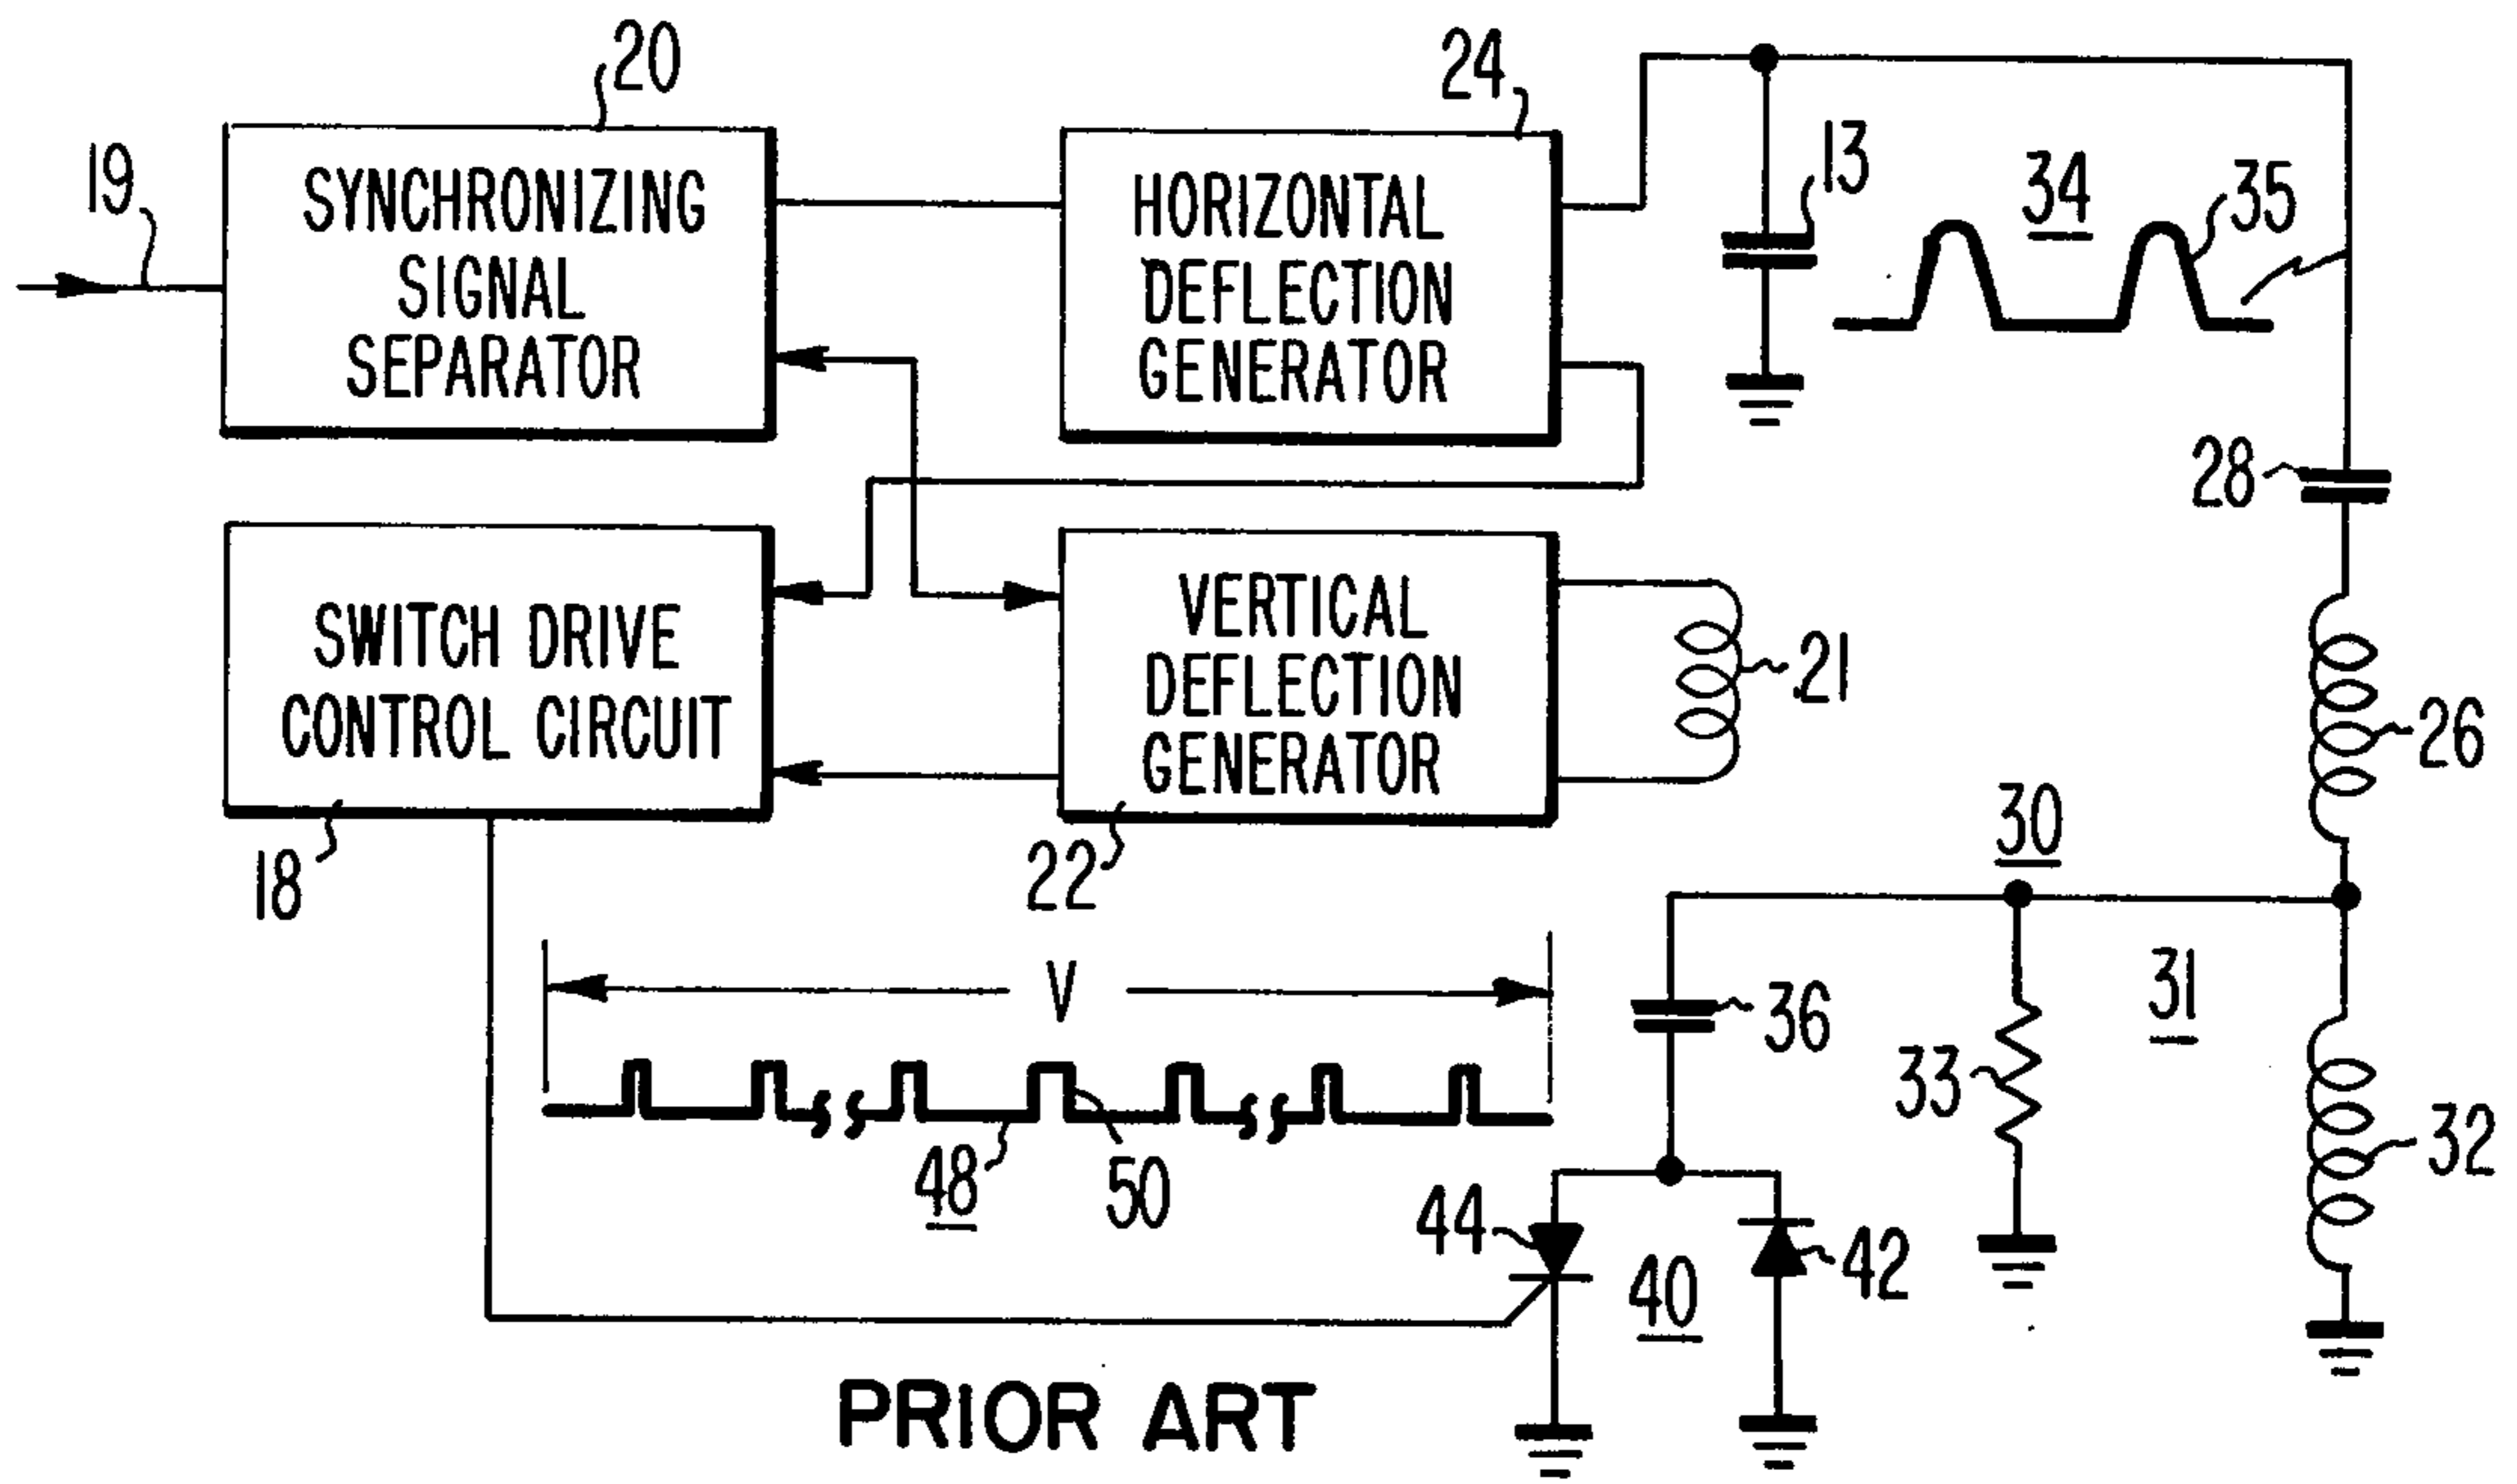 20
24
19
SYNCHRONIZING
SIGNAL
SEPARATOR
HORIZONTAL
DEFLECTION
GENERATOR
13
34
35
28
SWITCH DRIVE
CONTROL CIRCUIT
VERTICAL
DEFLECTION
GENERATOR
21
26
18
22
30
V
36
33
31
32
48
50
44
40
42
PRIOR ART